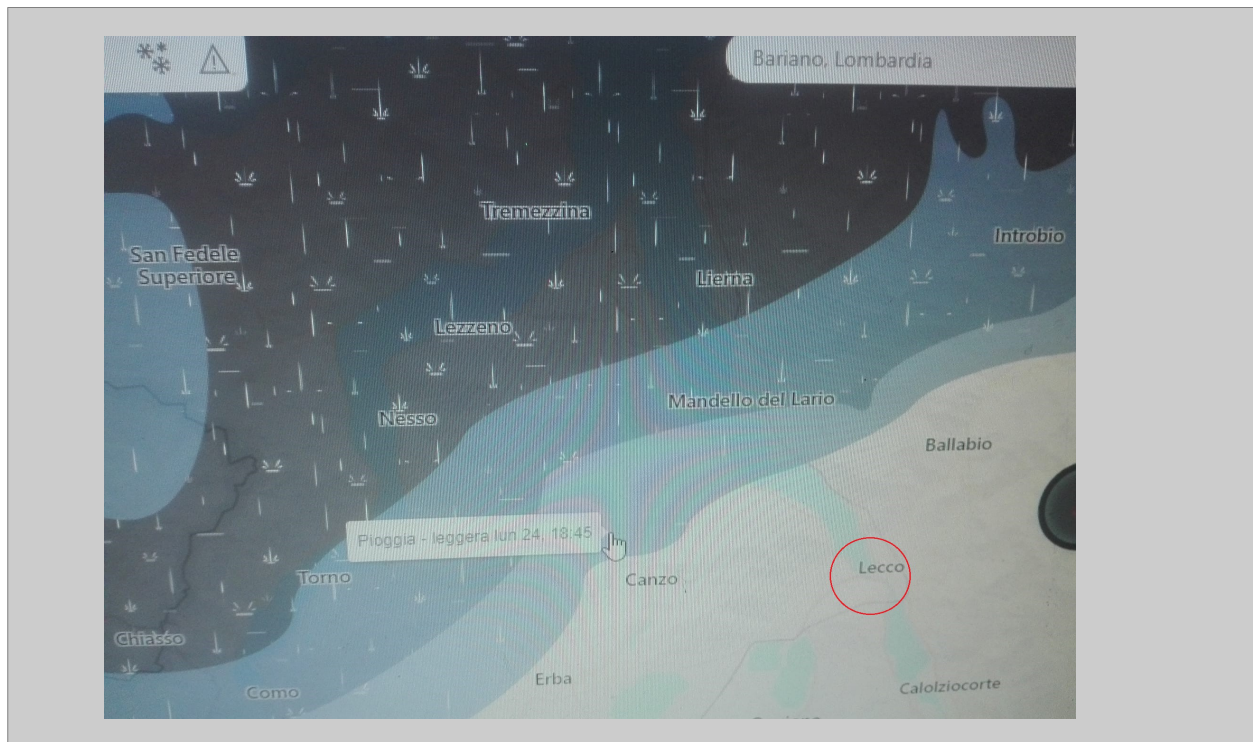 Bariano, Lombardia
Tremezzina
Introbio
San Fedele
Superiore
Lierna
Lezzeno
Mandello del Lario
Nesso
Ballabio
Pioggia - leggera lun 24, 18:45
Lecco
Torno
Canzo
Chiasso
Erba
Calolziocorte
Como